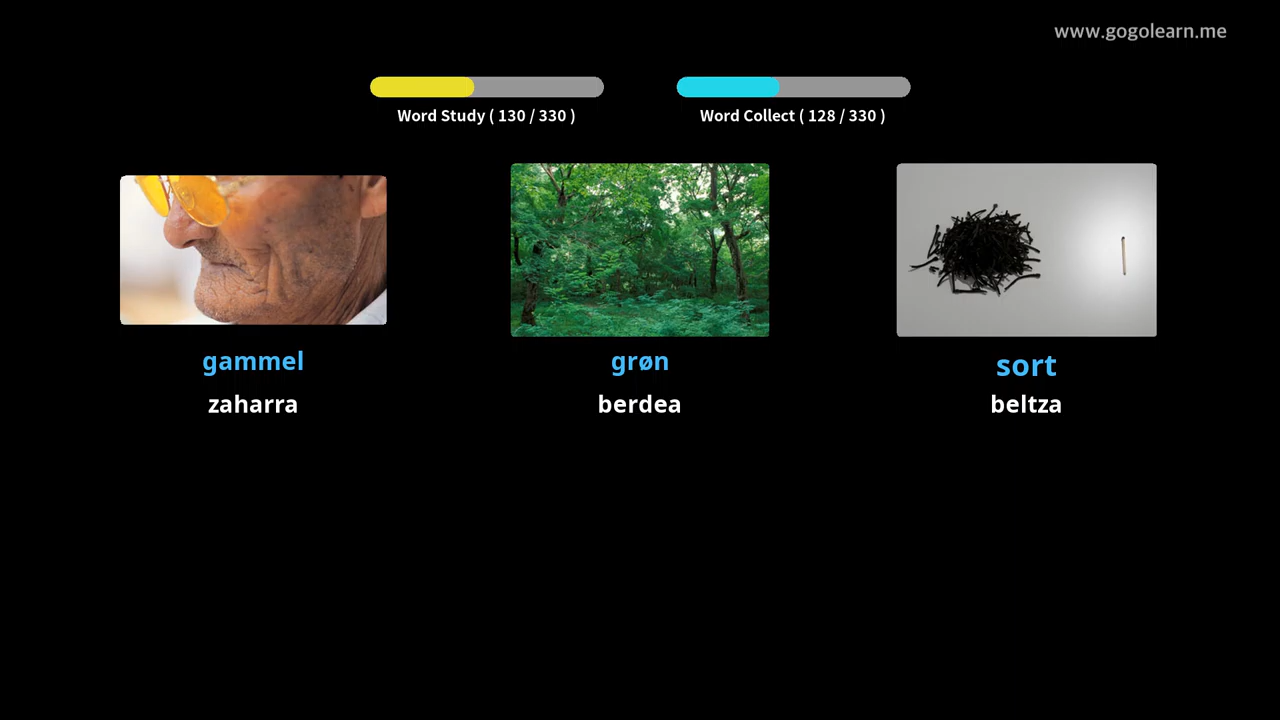 www.gogolearn.me
Word Study ( 130 / 330 )
Word Collect ( 128 / 330 )
gammel
zaharra
grøn
berdea
sort
beltza